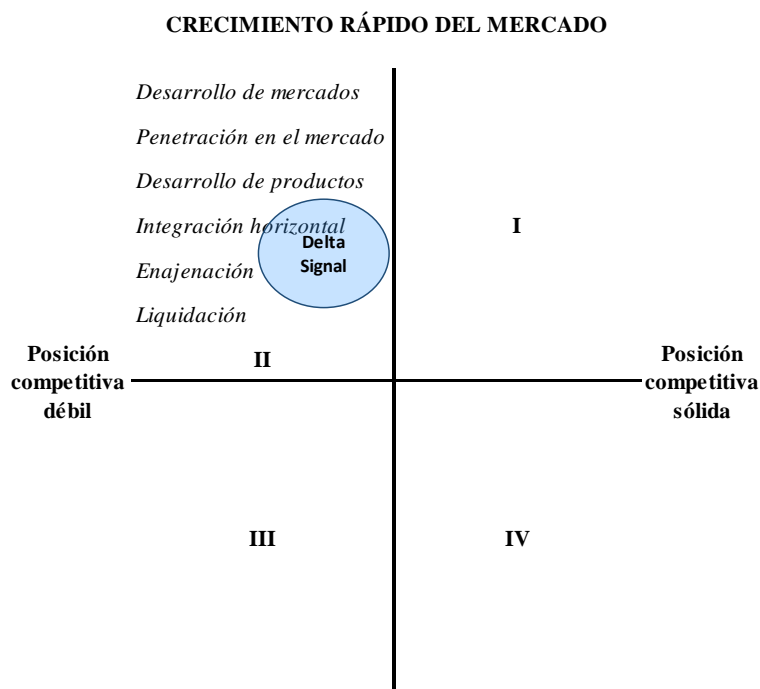 CRECIMIENTO RÁPIDO DEL MERCADO
Desarrollo de mercados
Penetración en el mercado
Desarrollo de productos
Integración horizontal
Enajenación
Liquidación
Delta
Signal
I
II
Posición
competitiva
débil
Posición
competitiva
sólida
III
IV